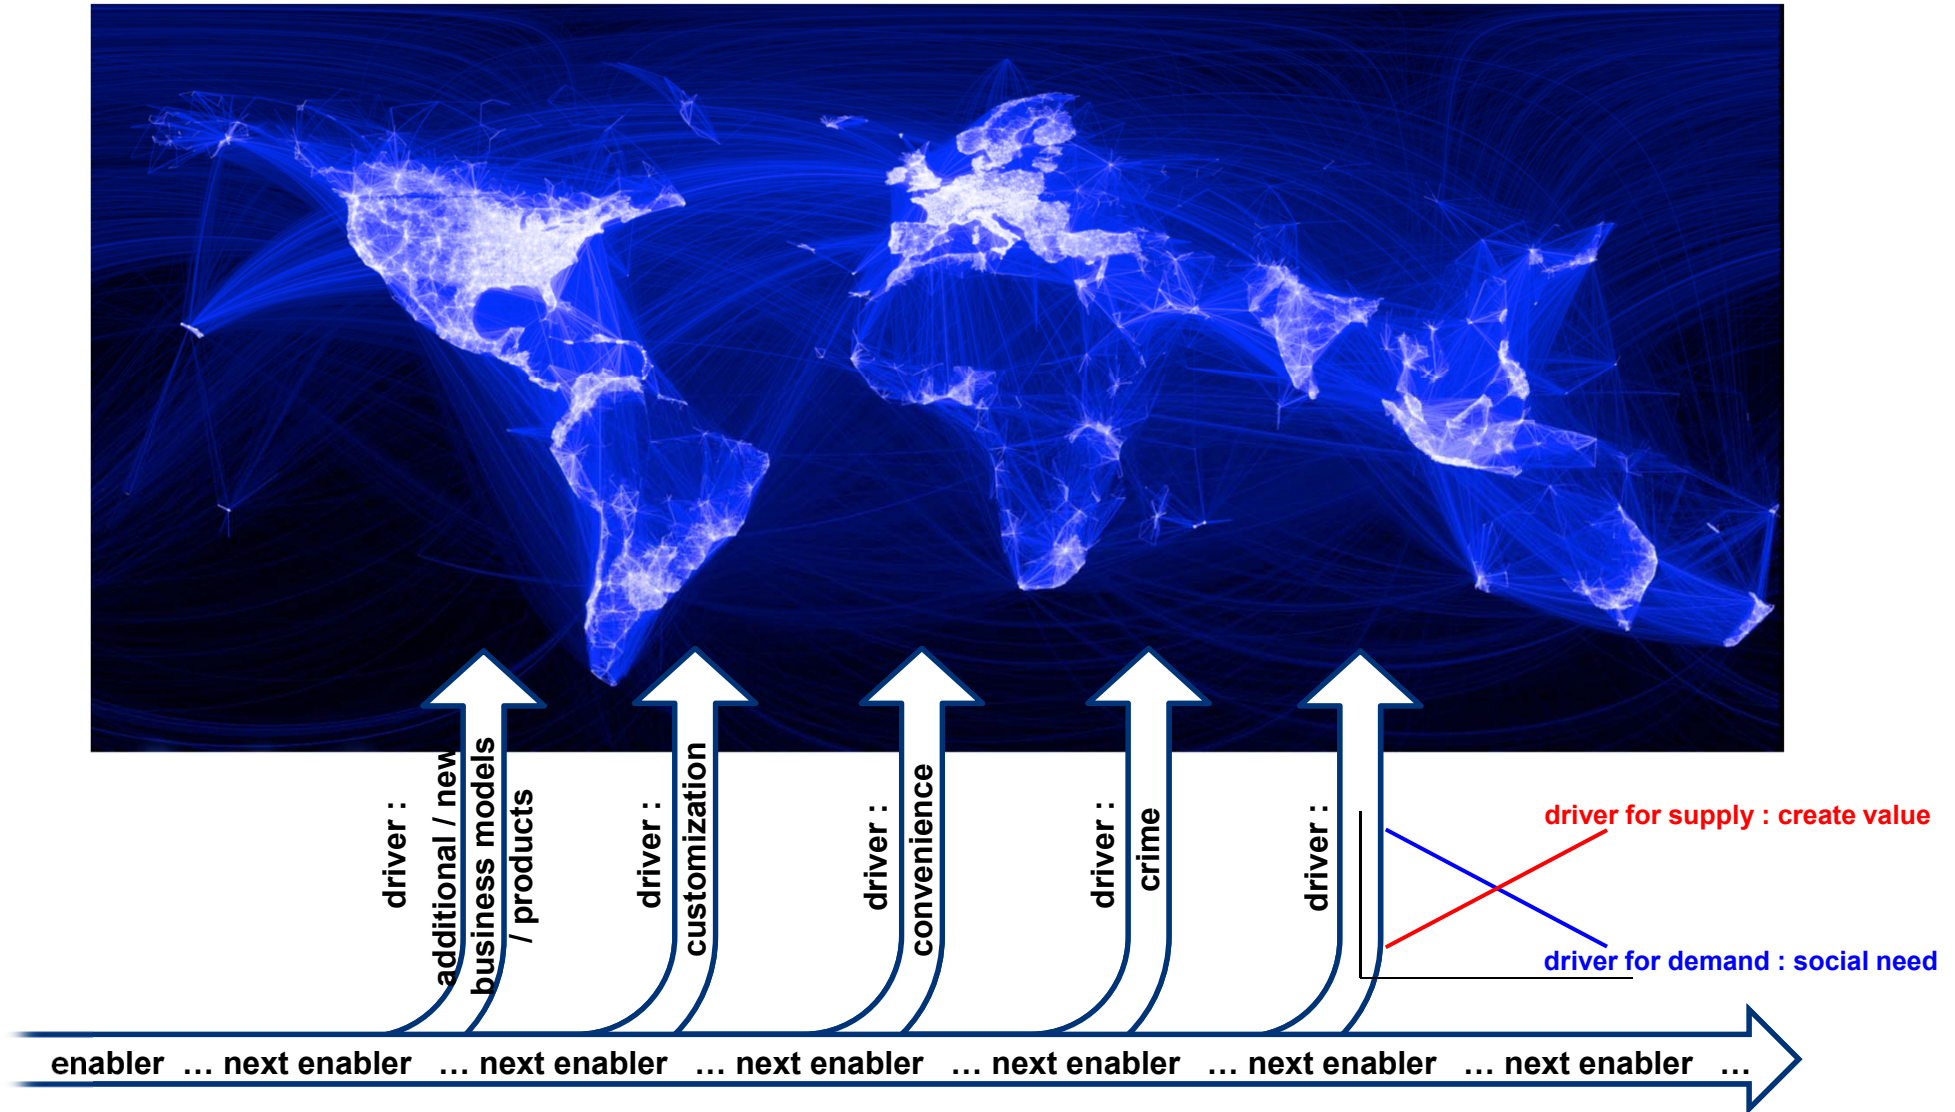 driver :
additional / new
business models
/ products
driver :
customization
driver :
convenience
driver :
crime
driver :
driver for supply : create value
driver for demand : social need
enabler … next enabler … next enabler … next enabler … next enabler … next enabler … next enabler …